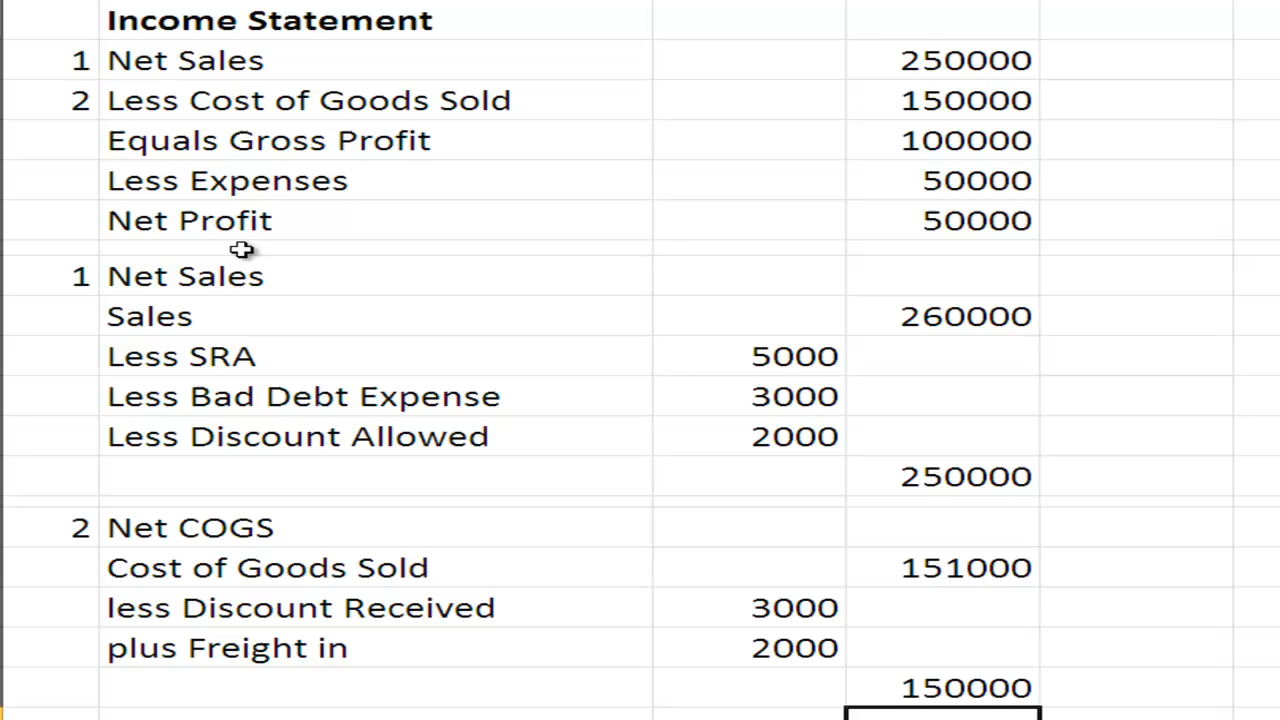 Income Statement
1 Net Sales 250000
2 Less Cost of Goods Sold 150000
Equals Gross Profit 100000
Less Expenses 50000
Net Profit 50000
1 Net Sales
Sales 260000
Less SRA 5000
Less Bad Debt Expense 3000
Less Discount Allowed 2000
250000
2 Net COGS
Cost of Goods Sold 151000
less Discount Received 3000
plus Freight in 2000
150000